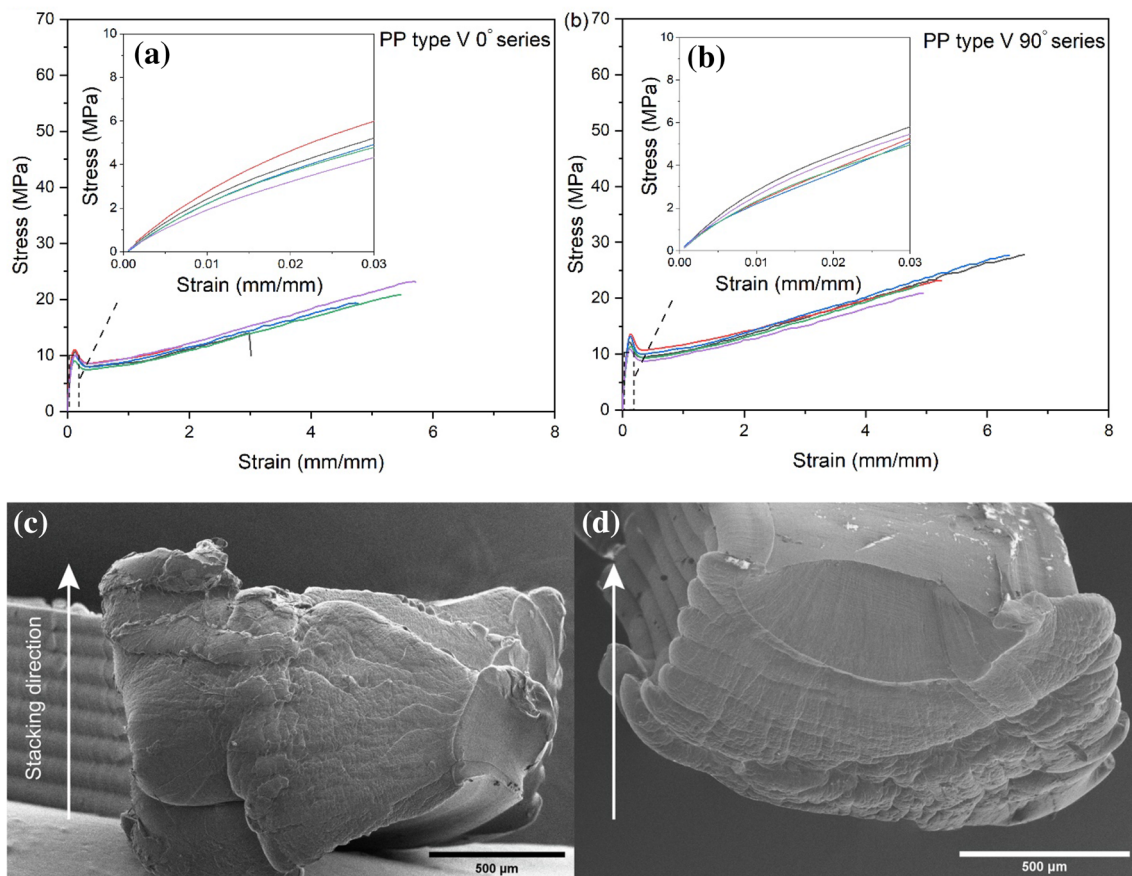 70
60
50
40
30
20
10
0
Stress (MPa)
0
2
4
6
8
Strain (mm/mm)
PP type V 0° series
(a)
10
8
6
4
2
0
Stress (MPa)
0.00
0.01
0.02
0.03
Strain (mm/mm)
(b)
70
60
50
40
30
20
10
0
Stress (MPa)
0
2
4
6
8
Strain (mm/mm)
PP type V 90° series
(b)
10
8
6
4
2
0
Stress (MPa)
0.00
0.01
0.02
0.03
Strain (mm/mm)
(c)
Stacking direction
500 µm
(d)
500 µm